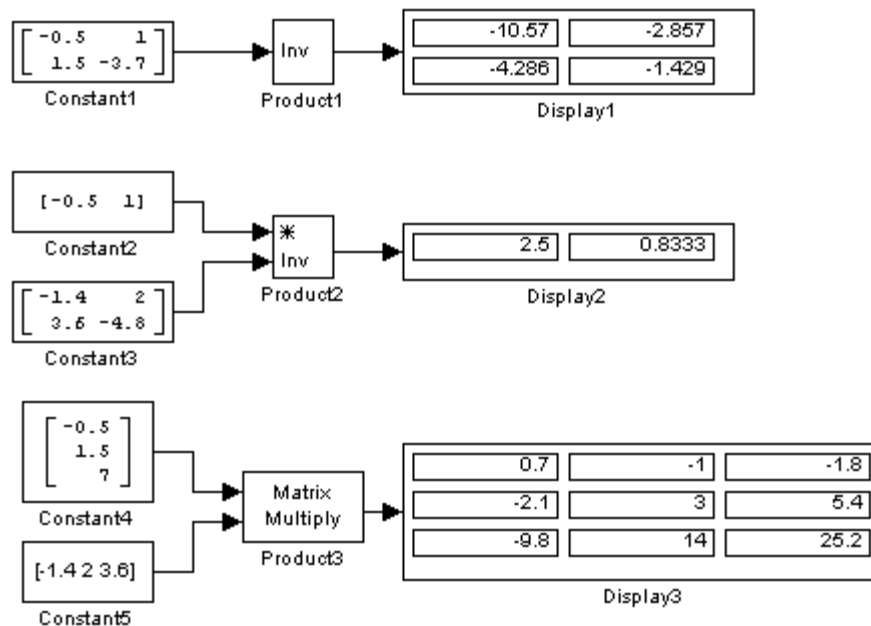 -0.5 1
1.5 -3.7
Constant1
Inv
Product1
-10.57 -2.857
-4.286 -1.429
Display1
[-0.5 1]
Constant2
-1.4 2
3.6 -4.8
Constant3
*
Inv
Product2
2.5 0.8333
Display2
-0.5
1.5
7
Constant4
[-1.4 2 3.6]
Constant5
Matrix
Multiply
Product3
0.7 -1 -1.8
-2.1 3 5.4
-9.8 14 25.2
Display3